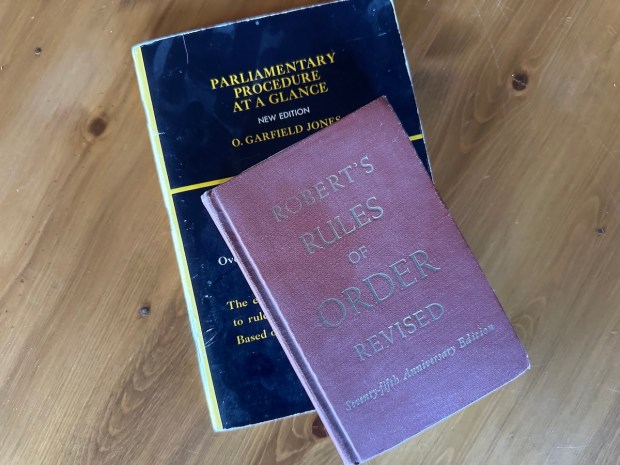 PARLIAMENTARY
PROCEDURE
AT A GLANCE
NEW EDITION
O. GARFIELD JONES
The
to
Based
ROBERT'S
RULES
OF
ORDER
REVISED
Seventy-fifth Anniversary Edition